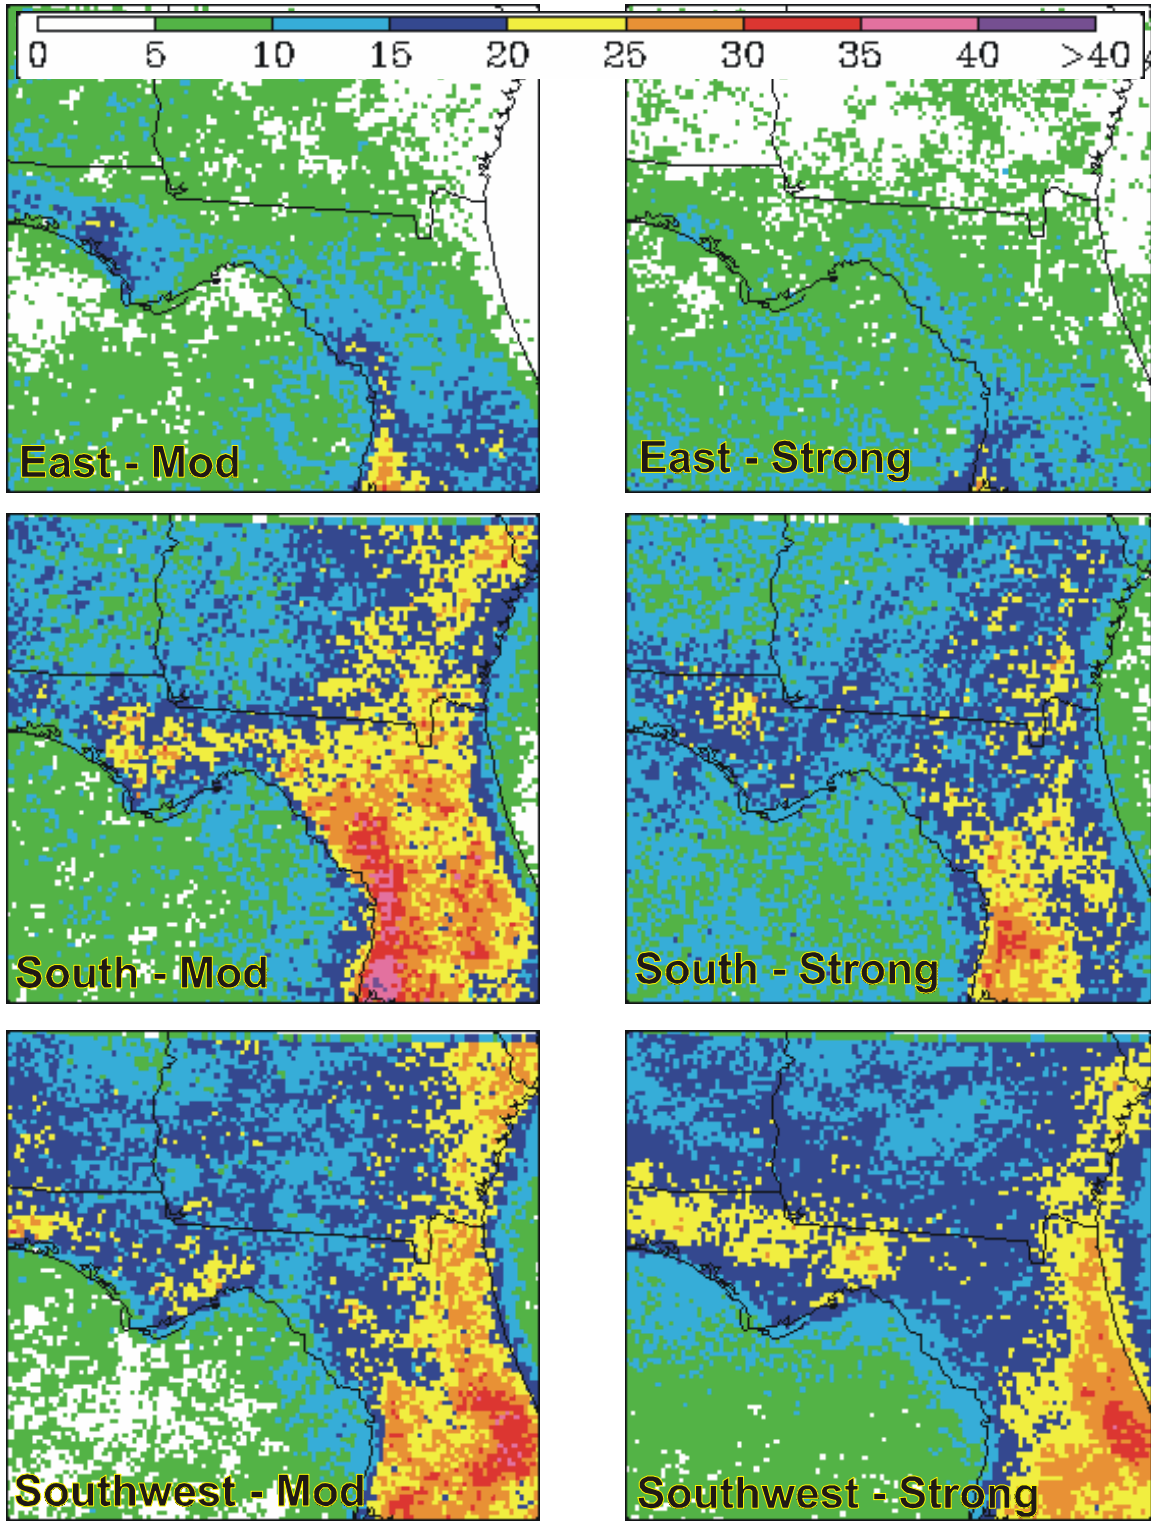 0 5 10 15 20 25 30 35 40 >40
East - Mod
East - Strong
South - Mod
South - Strong
Southwest - Mod
Southwest - Strong